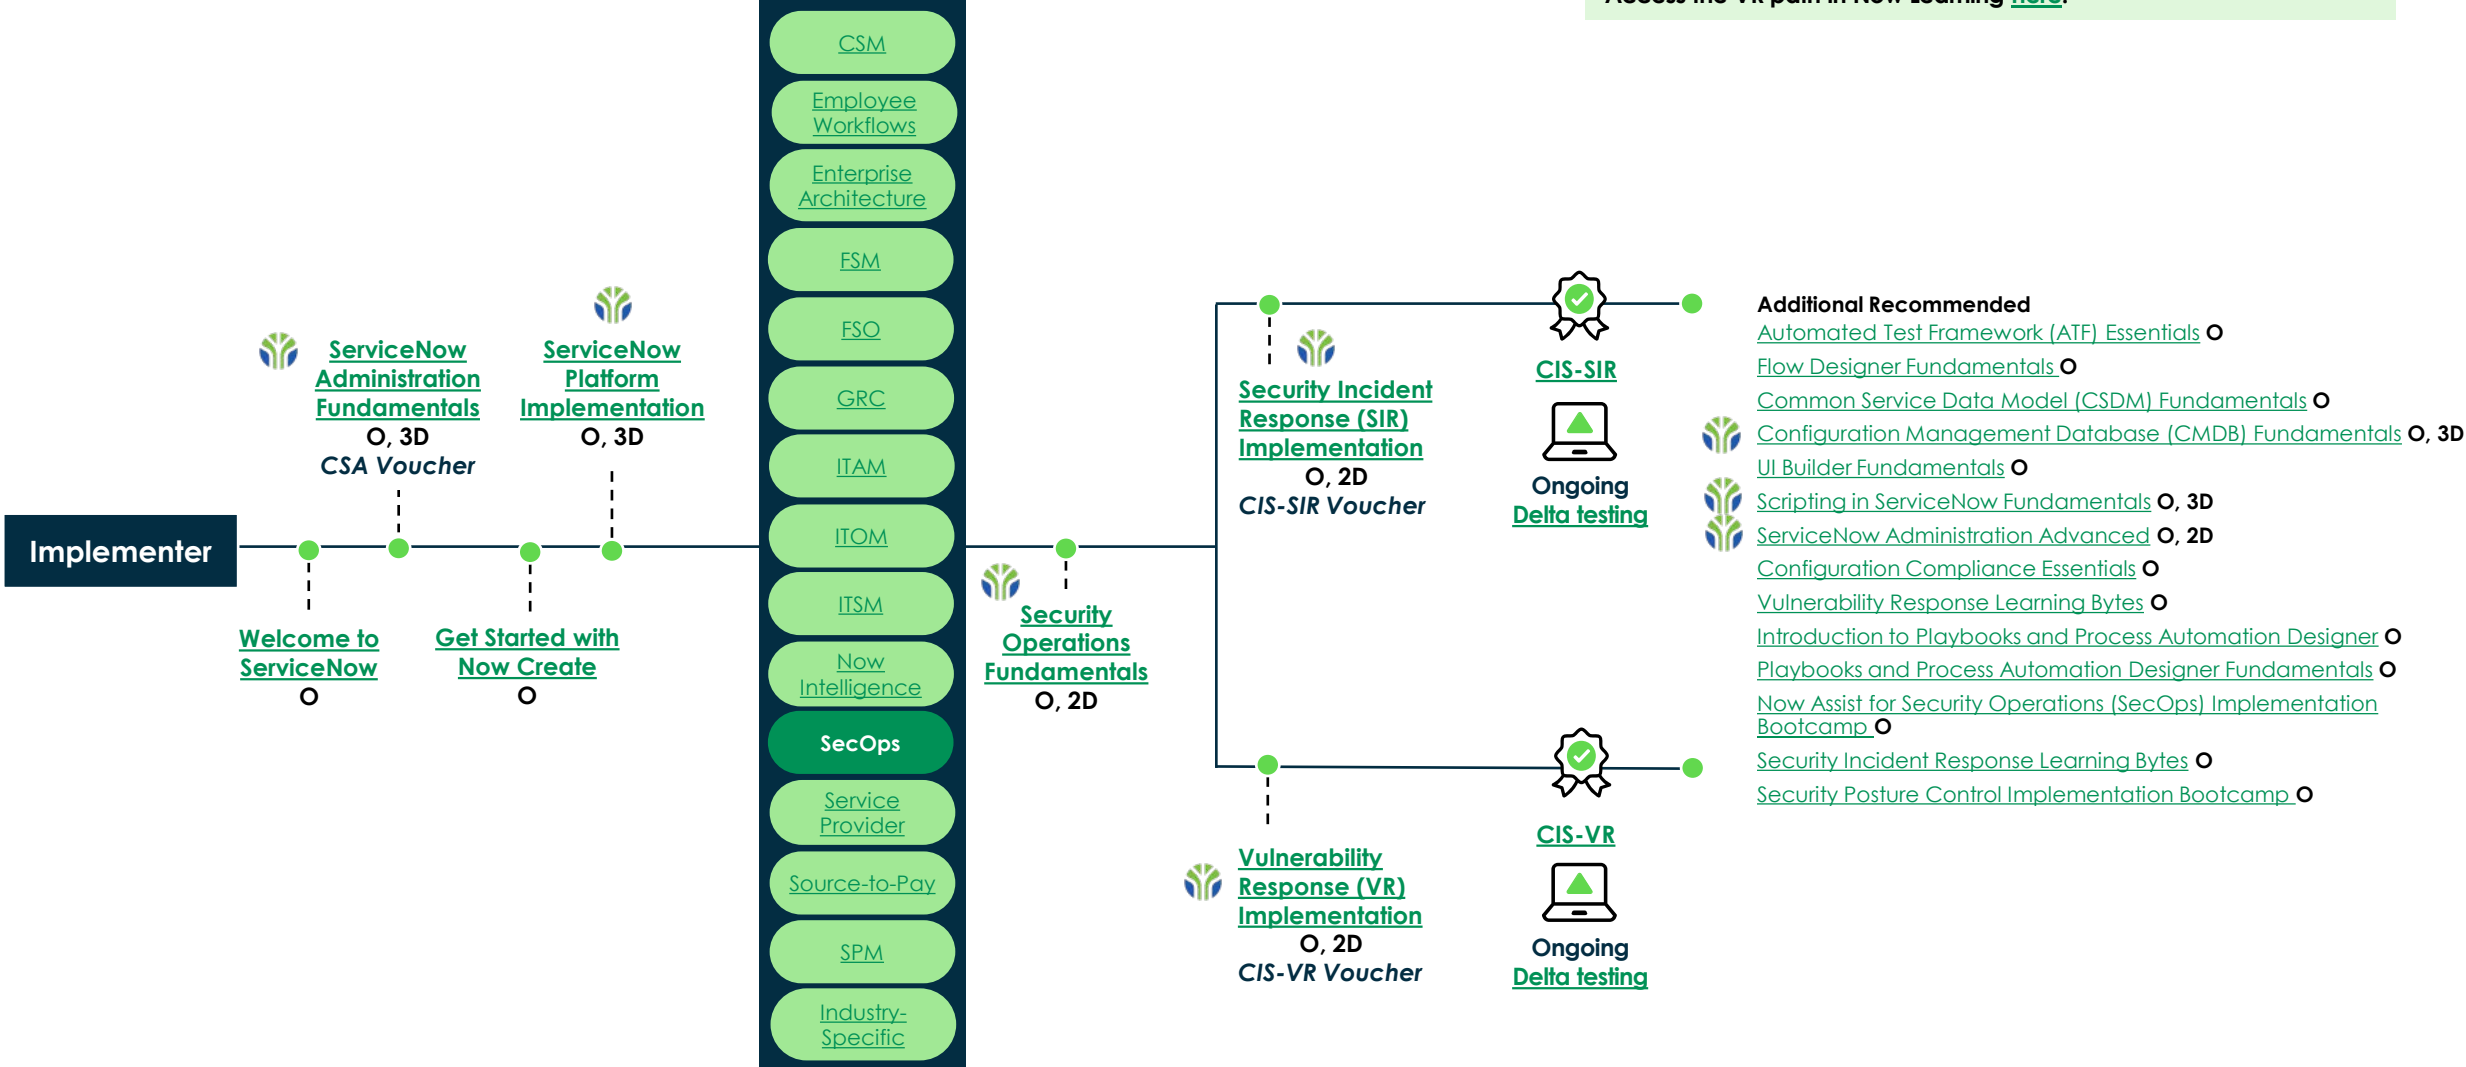 Access the VR path in Now Learning here.
CSM
Employee
Workflows
Enterprise
Architecture
FSM
FSO
GRC
ITAM
ITOM
ITSM
Now
Intelligence
SecOps
Service
Provider
Source-to-Pay
SPM
Industry-
Specific
Implementer
ServiceNow
Administration
Fundamentals
O, 3D
CSA Voucher
ServiceNow
Platform
Implementation
O, 3D
Welcome to
ServiceNow
O
Get Started with
Now Create
O
Security
Operations
Fundamentals
O, 2D
Security Incident
Response (SIR)
Implementation
O, 2D
CIS-SIR Voucher
CIS-SIR
Ongoing
Delta testing
Vulnerability
Response (VR)
Implementation
O, 2D
CIS-VR Voucher
CIS-VR
Ongoing
Delta testing
Additional Recommended
Automated Test Framework (ATF) Essentials O
Flow Designer Fundamentals O
Common Service Data Model (CSDM) Fundamentals O
Configuration Management Database (CMDB) Fundamentals O, 3D
UI Builder Fundamentals O
Scripting in ServiceNow Fundamentals O, 3D
ServiceNow Administration Advanced O, 2D
Configuration Compliance Essentials O
Vulnerability Response Learning Bytes O
Introduction to Playbooks and Process Automation Designer O
Playbooks and Process Automation Designer Fundamentals O
Now Assist for Security Operations (SecOps) Implementation
Bootcamp O
Security Incident Response Learning Bytes O
Security Posture Control Implementation Bootcamp O